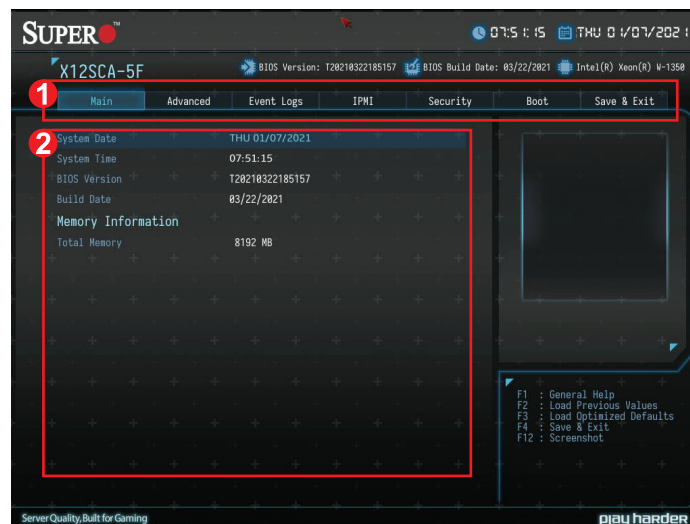 SUPER ™
07:51:15 THU 01/07/2021
X12SCA-5F
BIOS Version: T20210322185157 BIOS Build Date: 03/22/2021 Intel(R) Xeon(R) W-1350
1
Main Advanced Event Logs IPMI Security Boot Save & Exit
2
System Date THU 01/07/2021
System Time 07:51:15
BIOS Version T20210322185157
Build Date 03/22/2021
Memory Information
Total Memory 8192 MB
F1 : General Help
F2 : Load Previous Values
F3 : Load Optimized Defaults
F4 : Save & Exit
F12 : Screenshot
Server Quality, Built for Gaming
play harder